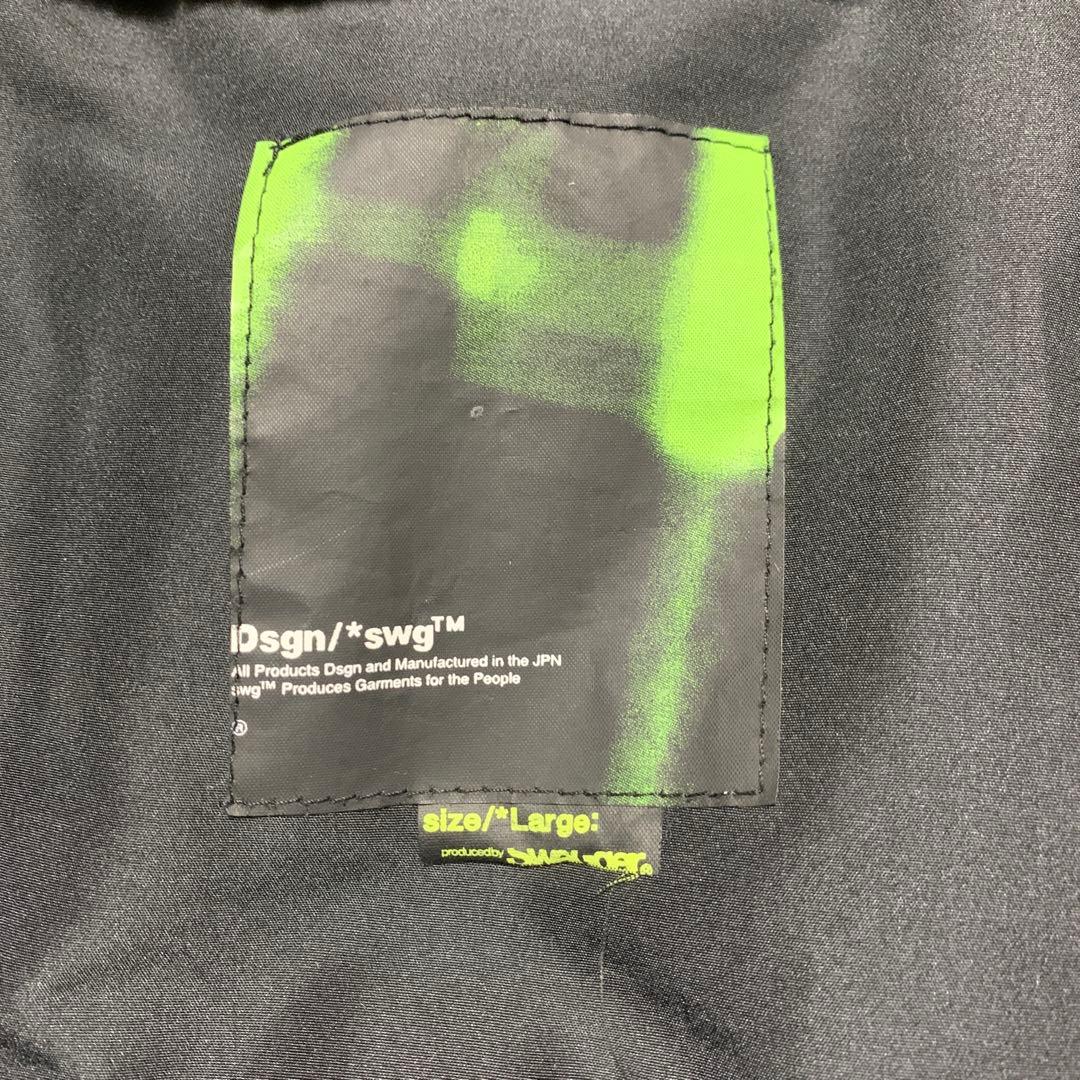 Dsgn/*swg™
All Products Dsgn and Manufactured in the JPN
swg™ Produces Garments for the People
®
size/*Large:
produced by